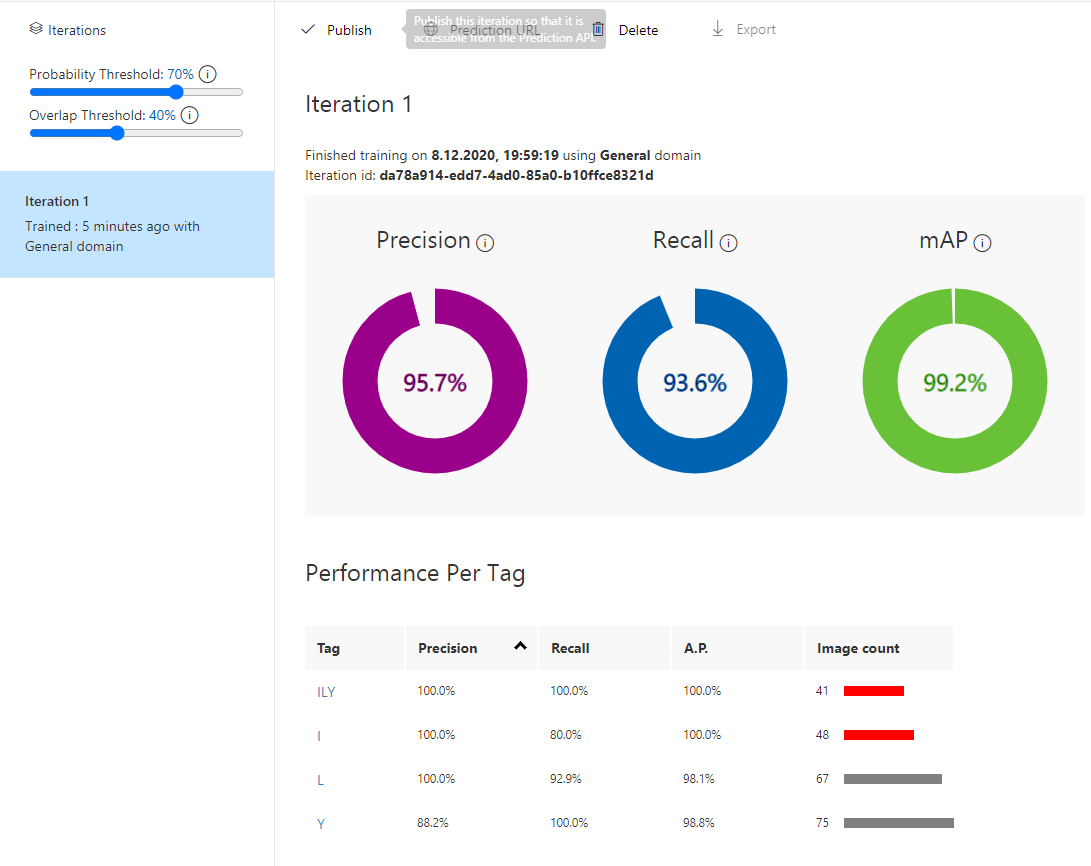 Iterations
Probability Threshold: 70%
Overlap Threshold: 40%
Iteration 1
Trained : 5 minutes ago with
General domain
Publish
Publish this iteration so that it is
accessible from the Prediction API.
Prediction URL
Delete
Export
Iteration 1
Finished training on 8.12.2020, 19:59:19 using General domain
Iteration id: da78a914-edd7-4ad0-85a0-b10ffce8321d
Precision
Recall
mAP
95.7%
93.6%
99.2%
Performance Per Tag
Tag Precision Recall A.P. Image count
ILY 100.0% 100.0% 100.0% 41
I 100.0% 80.0% 100.0% 48
L 100.0% 92.9% 98.1% 67
Y 88.2% 100.0% 98.8% 75